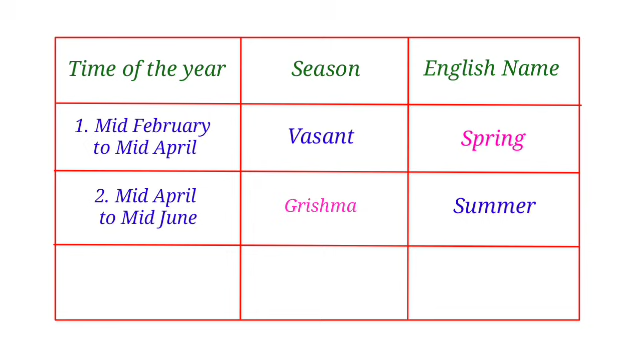 Time of the year Season English Name
1. Mid February
to Mid April Vasant Spring
2. Mid April
to Mid June Grishma Summer